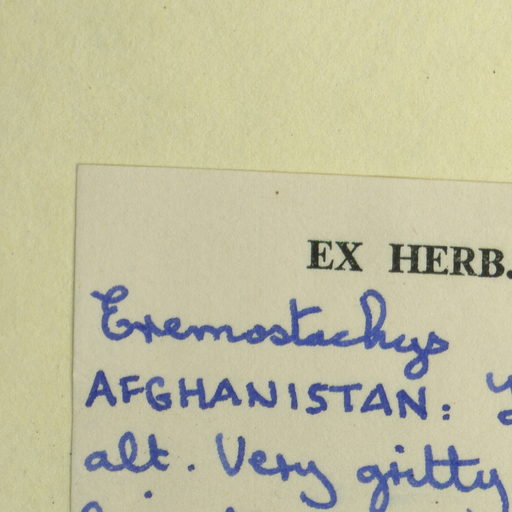 EX HERB.
Eremostachys
AFGHANISTAN:
alt. Very gritty